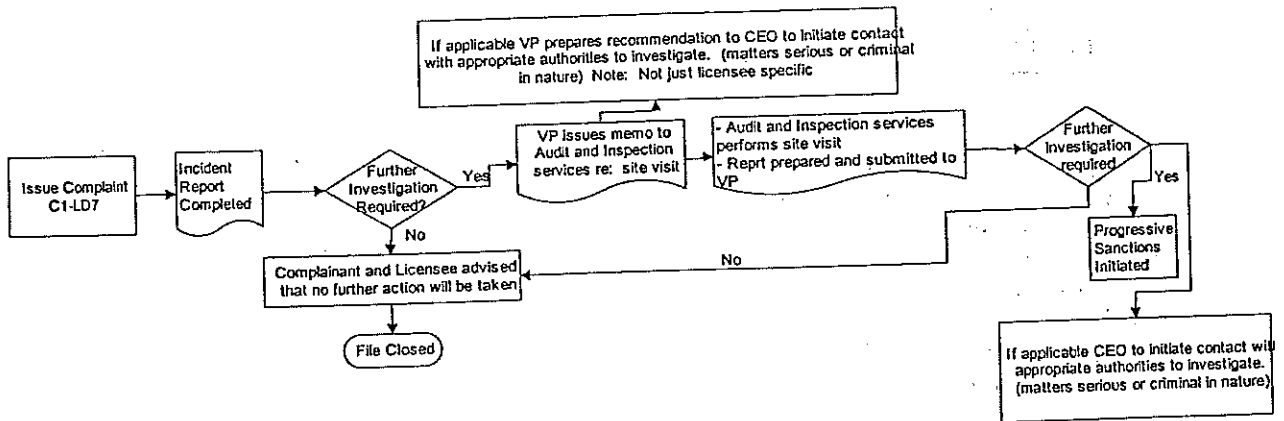 If applicable VP prepares recommendation to CEO to initiate contact
with appropriate authorities to investigate. (matters serious or criminal
in nature) Note: Not just licensee specific
Issue Complaint
C1-LD7
Incident
Report
Completed
Further
Investigation
Required?
Yes
No
VP issues memo to
Audit and Inspection
services re: site visit
- Audit and Inspection services
performs site visit
- Reprt prepared and submitted to
VP
Further
Investigation
required
Yes
No
Progressive
Sanctions
Initiated
Complainant and Licensee advised
that no further action will be taken
File Closed
If applicable CEO to initiate contact wit
appropriate authorities to investigate.
(matters serious or criminal in nature)